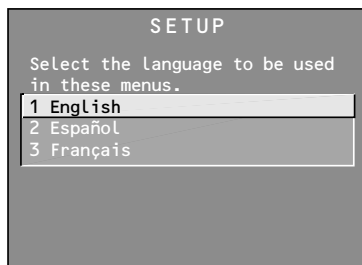 SETUP
Select the language to be used
in these menus.
1 English
2 Español
3 Français